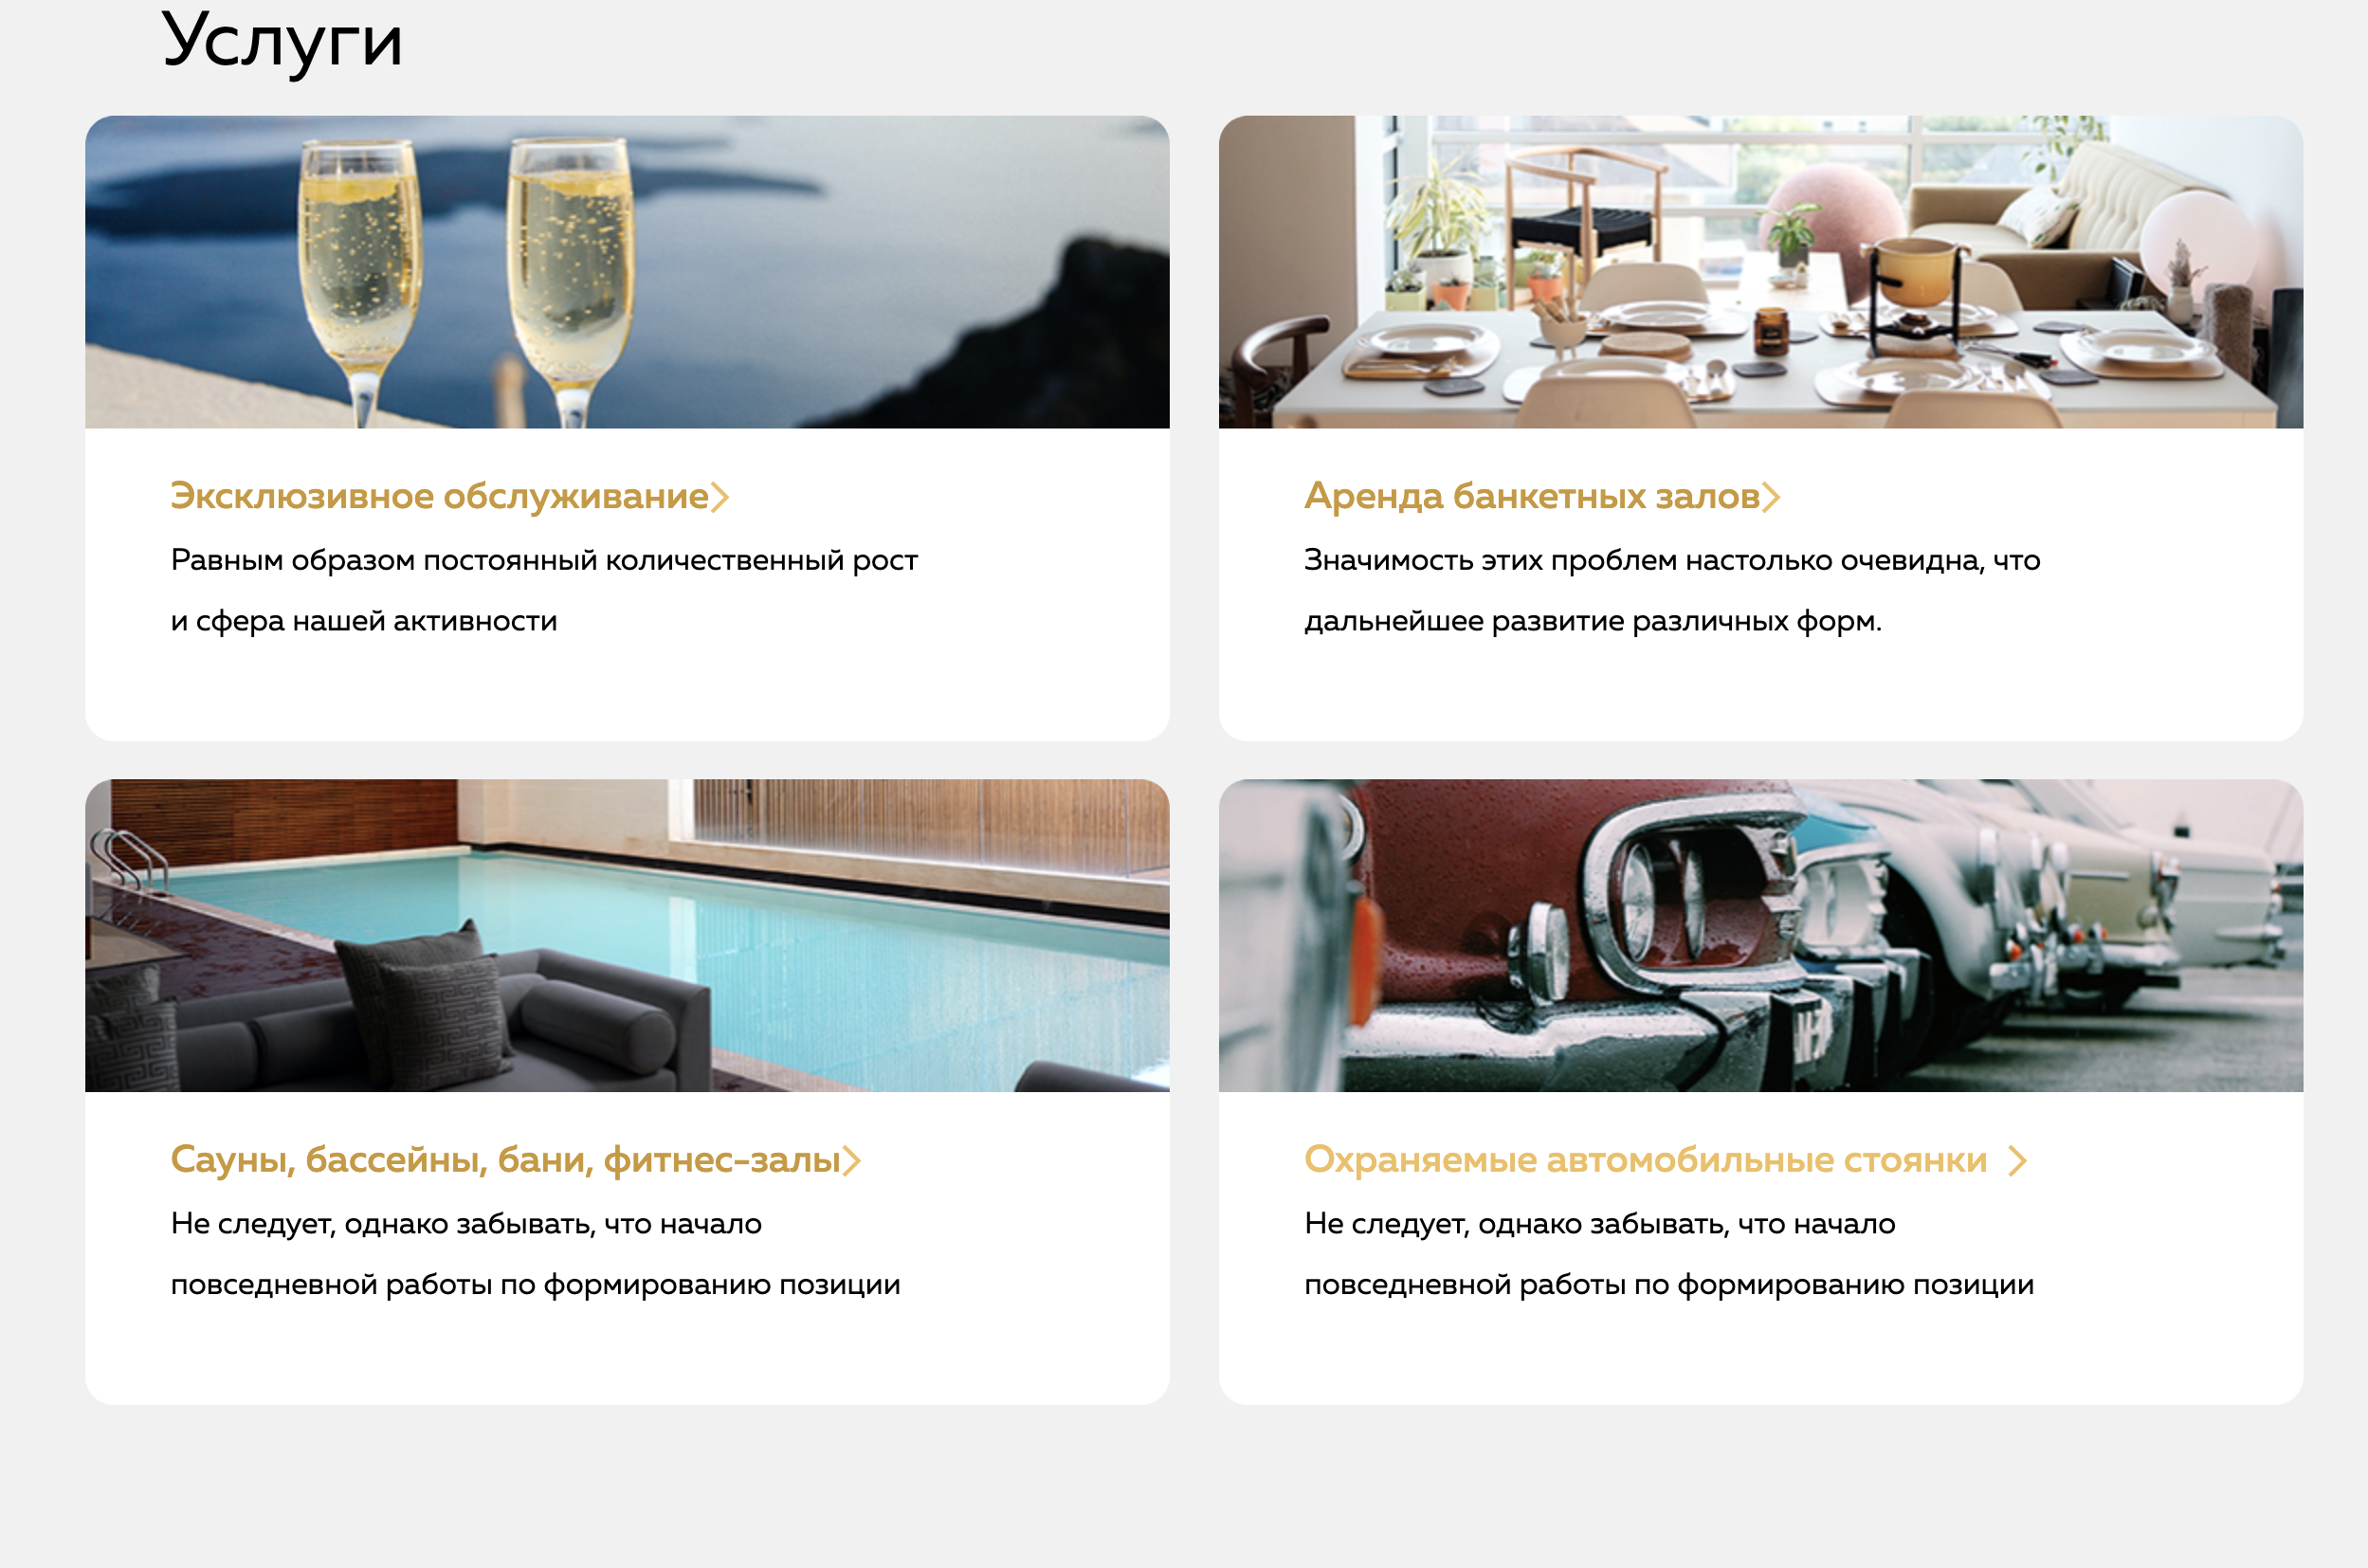 Услуги
Эксклюзивное обслуживание
Равным образом постоянный количественный рост
и сфера нашей активности
Аренда банкетных залов
Значимость этих проблем настолько очевидна, что
дальнейшее развитие различных форм.
Сауны, бассейны, бани, фитнес-залы
Не следует, однако забывать, что начало
повседневной работы по формированию позиции
Охраняемые автомобильные стоянки
Не следует, однако забывать, что начало
повседневной работы по формированию позиции